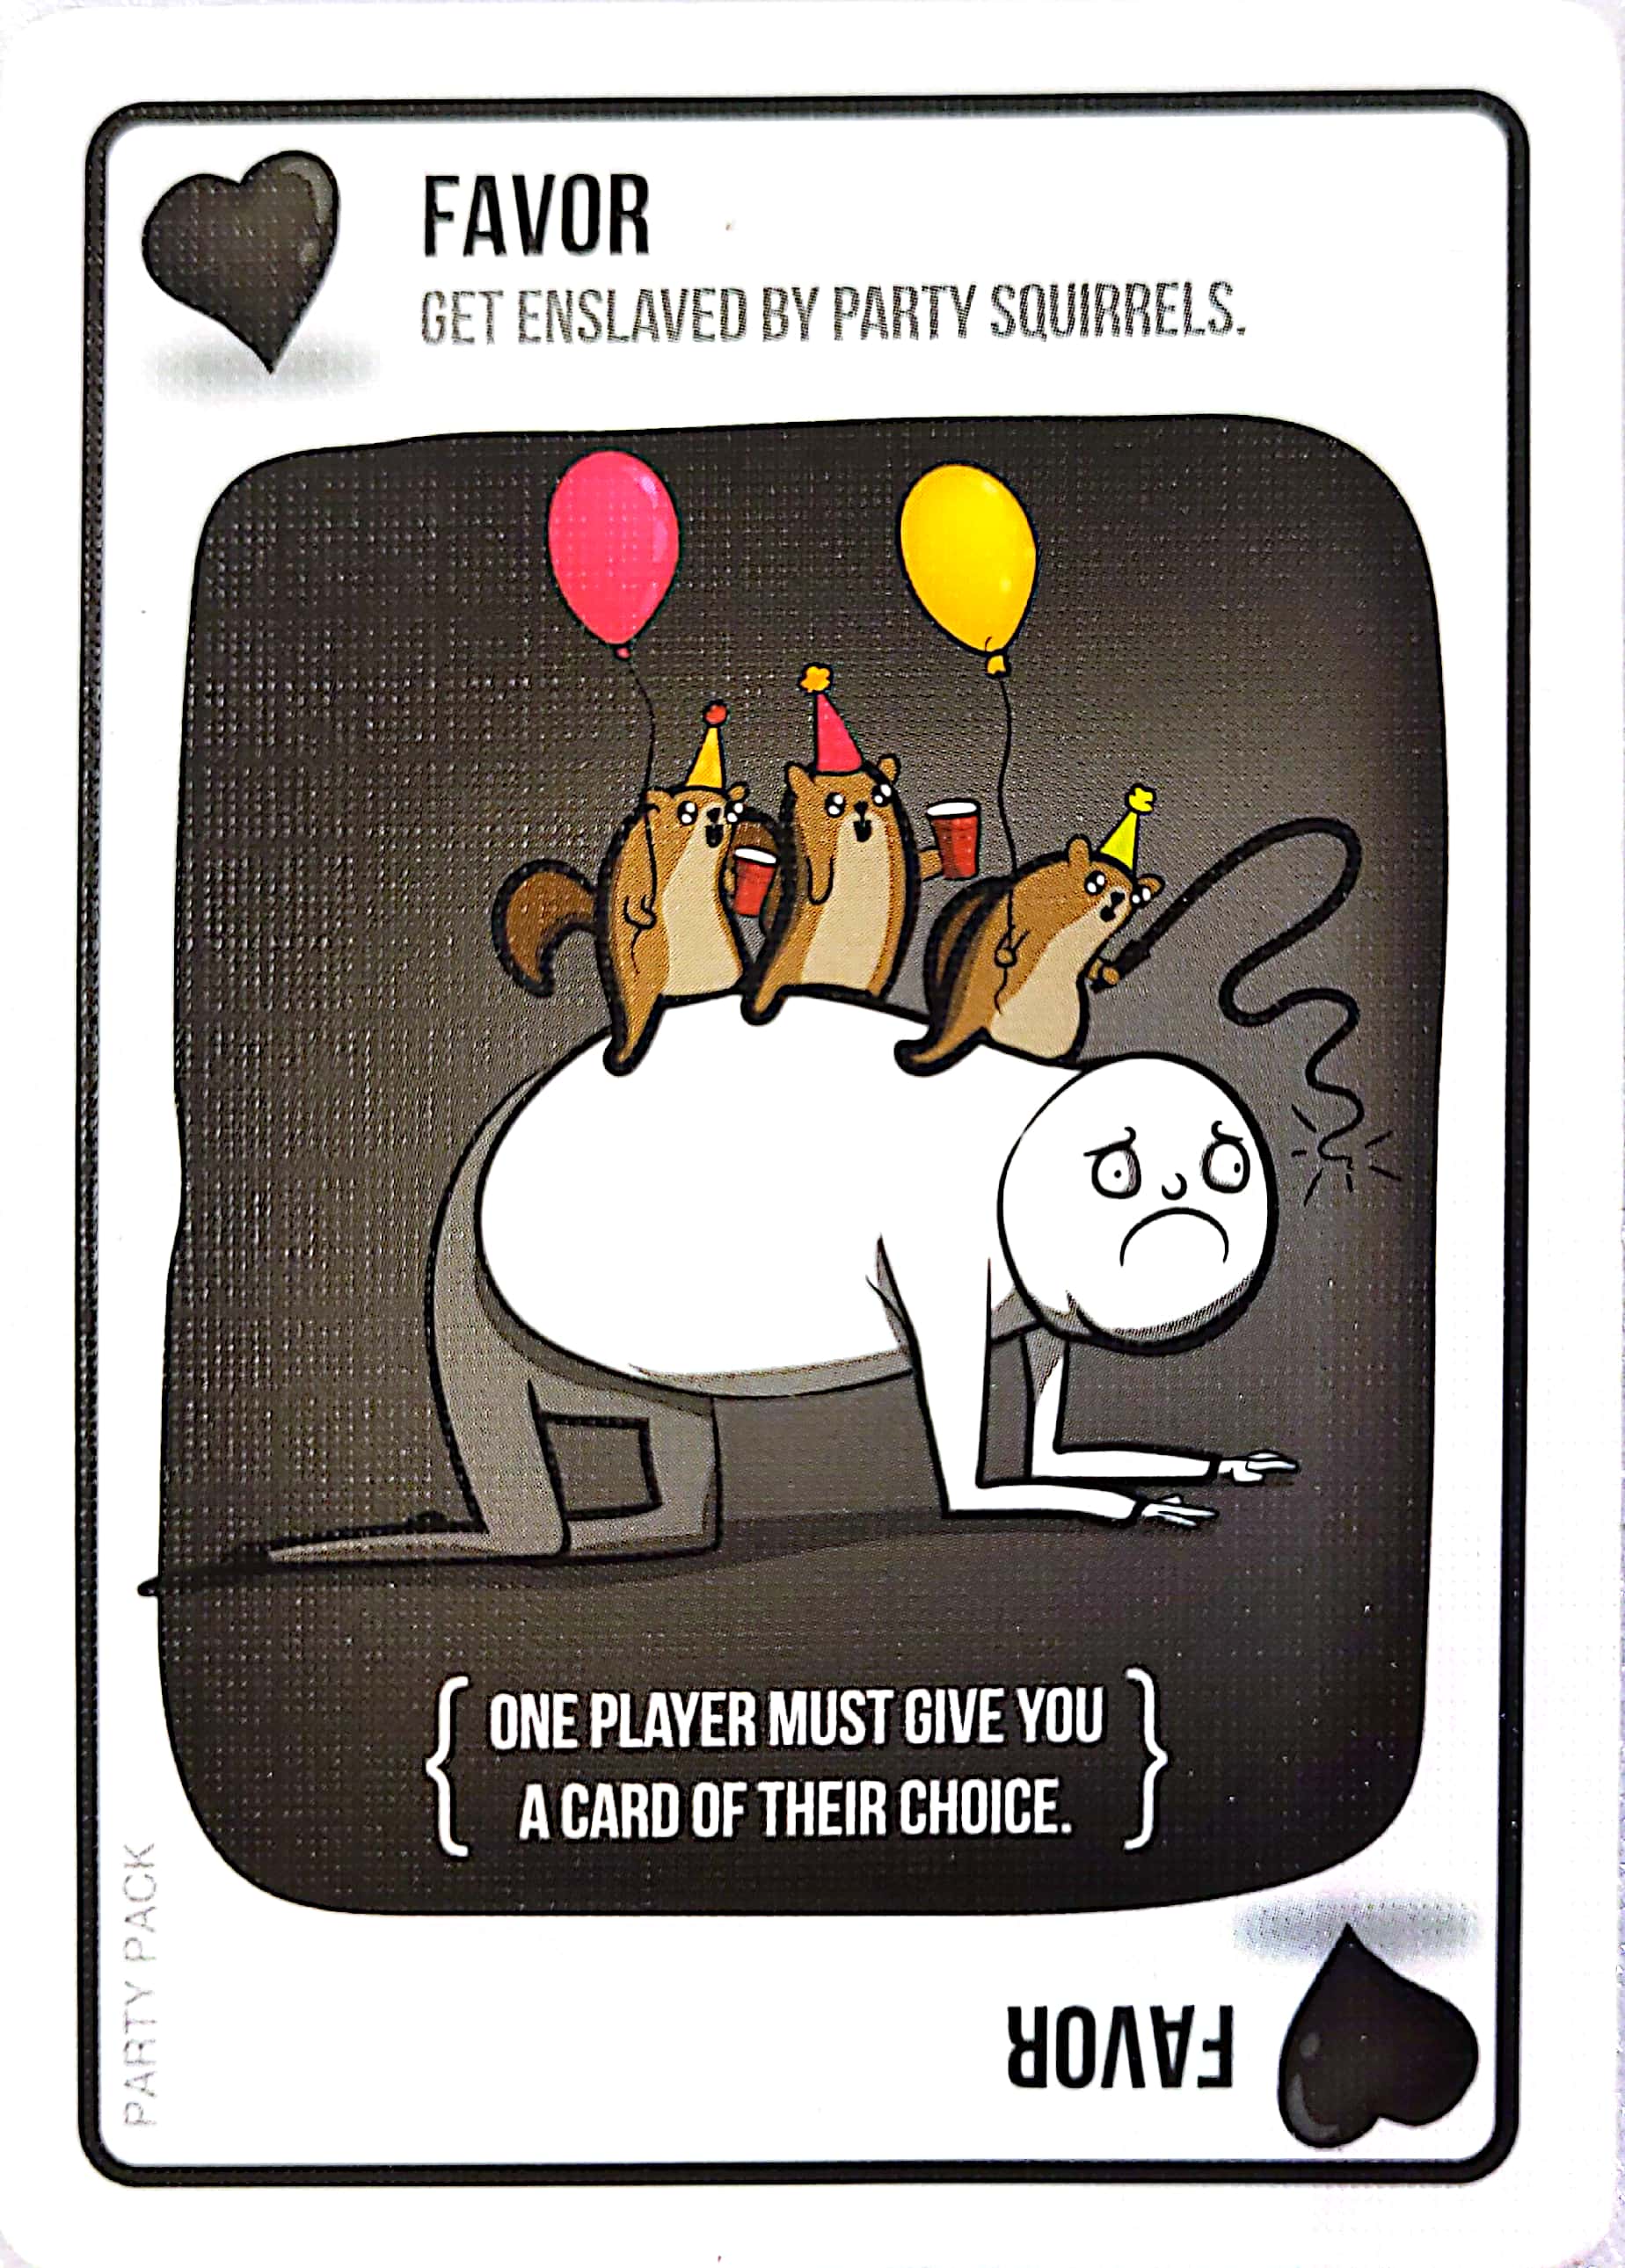 FAVOR
GET ENSLAVED BY PARTY SQUIRRELS.
ONE PLAYER MUST GIVE YOU
A CARD OF THEIR CHOICE.
PARTY PACK
FAVOR